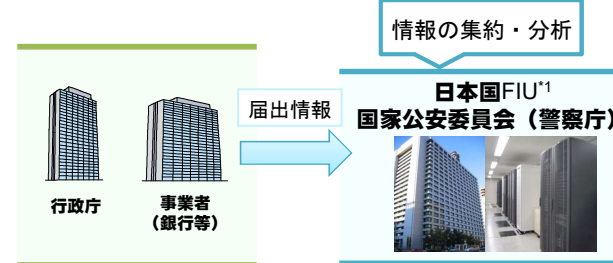 情報の集約・分析
日本国FIU*1
国家公安委員会（警察庁）
届出情報
行政庁
事業者
（銀行等）